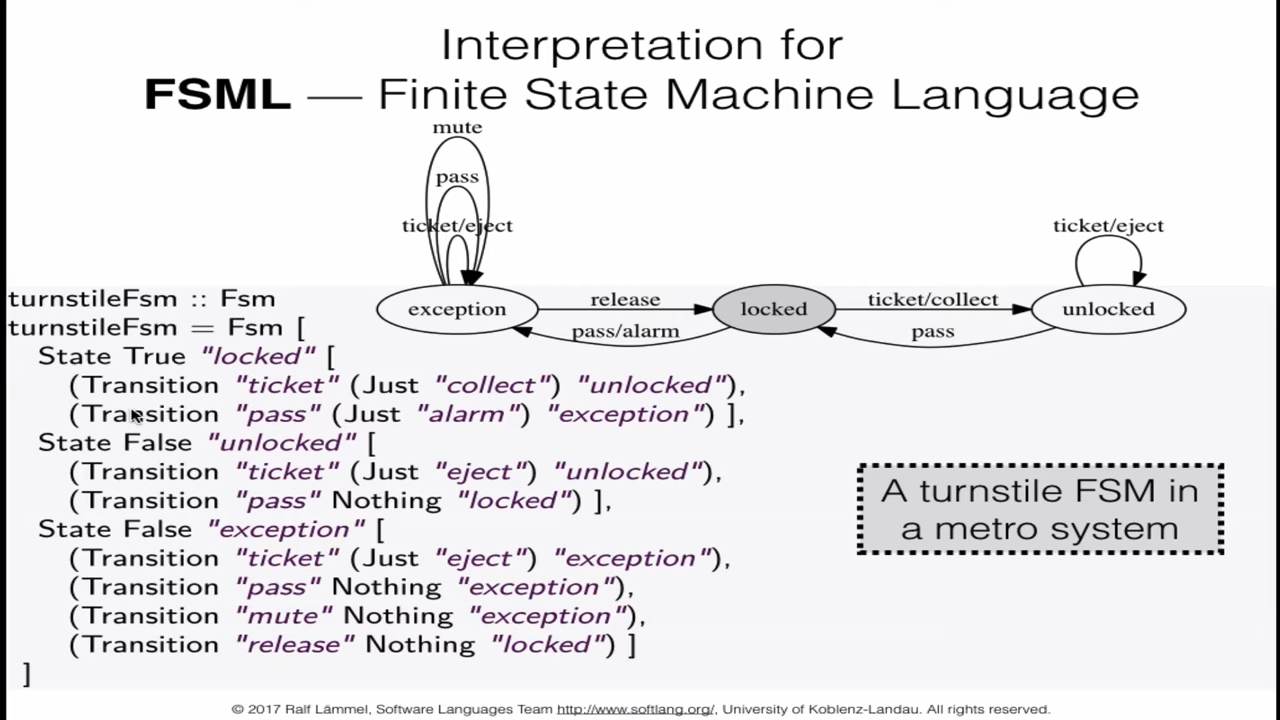 Interpretation for
FSML — Finite State Machine Language
mute
pass
ticket/eject
ticket/eject
exception
release
locked
ticket/collect
unlocked
pass/alarm
pass
turnstileFsm :: Fsm
turnstileFsm = Fsm [
State True "locked" [
(Transition "ticket" (Just "collect") "unlocked"),
(Transition "pass" (Just "alarm") "exception") ],
State False "unlocked" [
(Transition "ticket" (Just "eject") "unlocked"),
(Transition "pass" Nothing "locked") ],
State False "exception" [
(Transition "ticket" (Just "eject") "exception"),
(Transition "pass" Nothing "exception"),
(Transition "mute" Nothing "exception"),
(Transition "release" Nothing "locked") ]
]
A turnstile FSM in
a metro system
© 2017 Ralf Lämmel, Software Languages Team http://www.softlang.org/, University of Koblenz-Landau. All rights reserved.